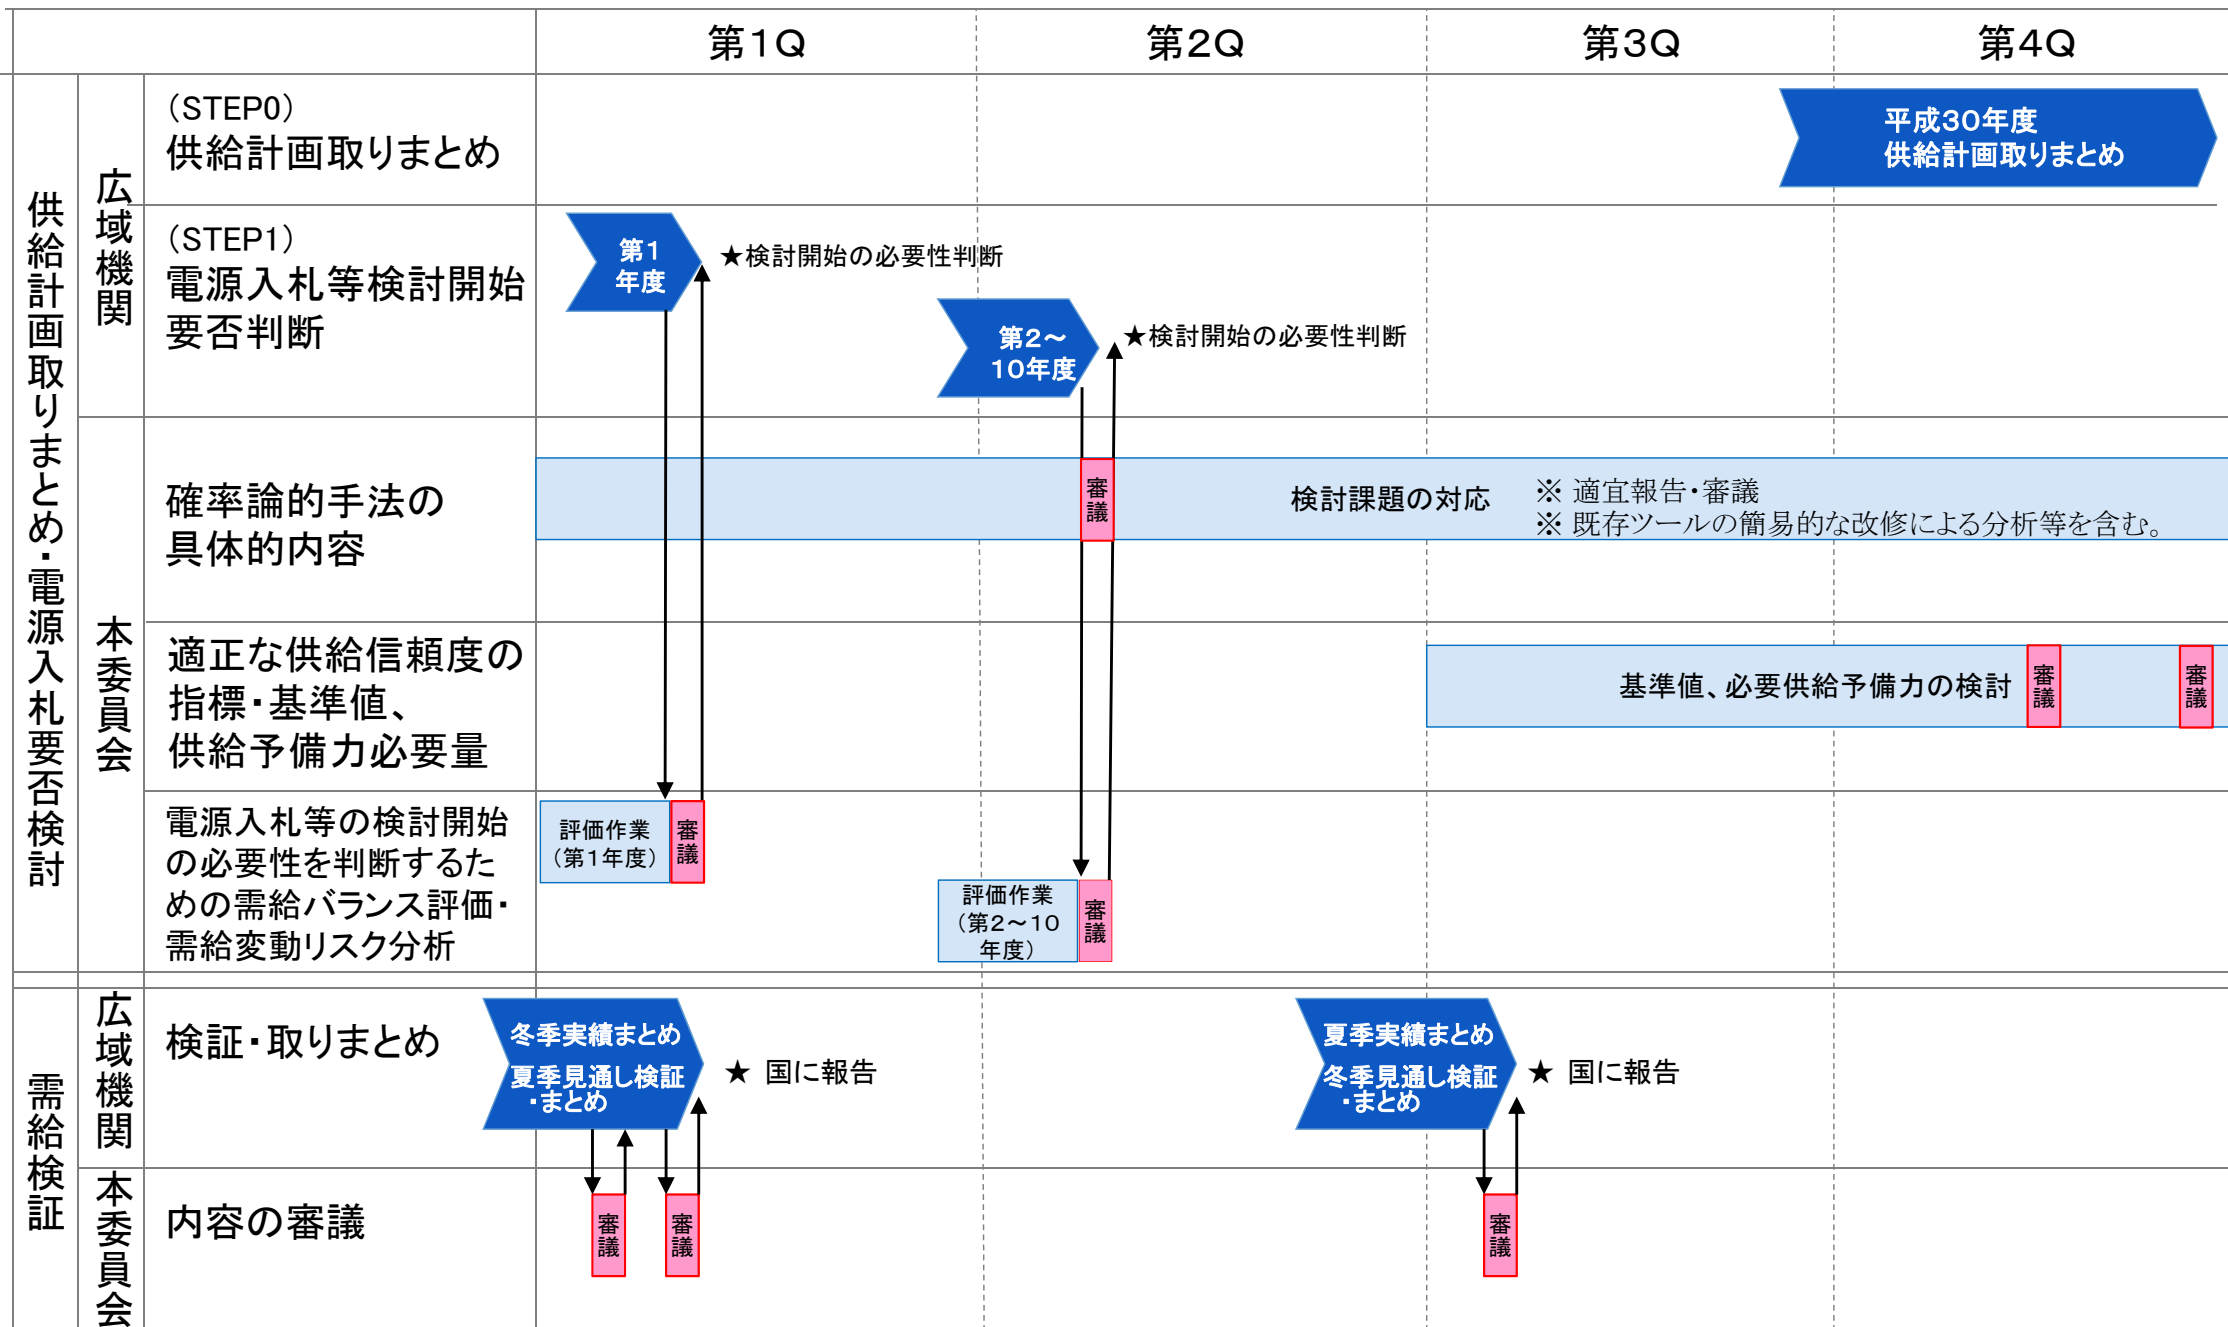 第1Q
第2Q
第3Q
第4Q
供給計画取りまとめ・電源入札要否検討
広域機関
（STEP0）
供給計画取りまとめ
平成30年度
供給計画取りまとめ
（STEP1）
電源入札等検討開始
要否判断
第1
年度
★検討開始の必要性判断
第2～
10年度
★検討開始の必要性判断
本委員会
確率論的手法の
具体的内容
審議
検討課題の対応
※ 適宜報告・審議
※ 既存ツールの簡易的な改修による分析等を含む。
適正な供給信頼度の
指標・基準値、
供給予備力必要量
基準値、必要供給予備力の検討
審議
審議
電源入札等の検討開始
の必要性を判断するた
めの需給バランス評価・
需給変動リスク分析
評価作業
（第1年度）
審議
評価作業
（第2～10
年度）
審議
需給検証
広域機関
検証・取りまとめ
冬季実績まとめ
夏季見通し検証
・まとめ
★ 国に報告
夏季実績まとめ
冬季見通し検証
・まとめ
★ 国に報告
本委員会
内容の審議
審議
審議
審議